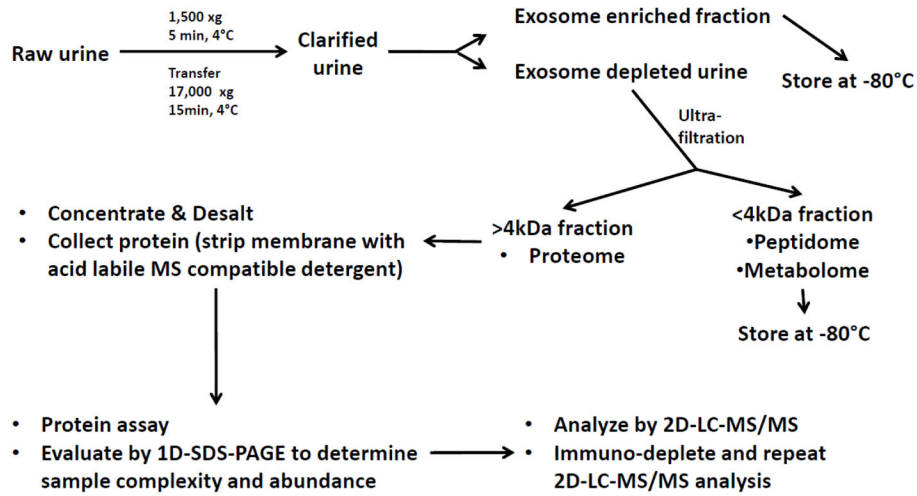 Raw urine
1,500 xg
5 min, 4°C
Transfer
17,000 xg
15min, 4°C
Clarified
urine
Exosome enriched fraction
Exosome depleted urine
Store at -80°C
Ultra-
filtration
• Concentrate & Desalt
• Collect protein (strip membrane with
acid labile MS compatible detergent)
>4kDa fraction
• Proteome
<4kDa fraction
•Peptidome
•Metabolome
Store at -80°C
• Protein assay
• Evaluate by 1D-SDS-PAGE to determine
sample complexity and abundance
• Analyze by 2D-LC-MS/MS
• Immuno-deplete and repeat
2D-LC-MS/MS analysis